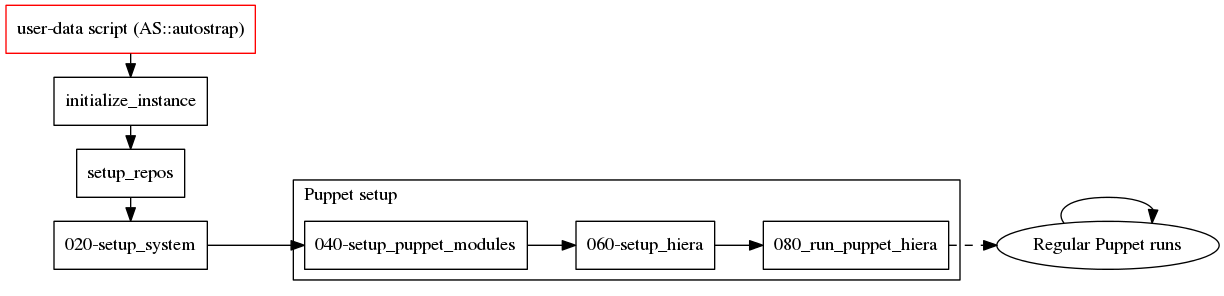 user-data script (AS::autostrap)
initialize_instance
setup_repos
020-setup_system
Puppet setup
040-setup_puppet_modules
060-setup_hiera
080_run_puppet_hiera
Regular Puppet runs